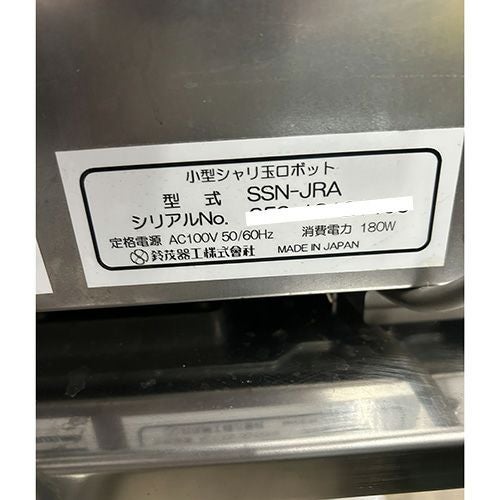 小型シャリ玉ロボット
型 式 SSN-JRA
シリアルNo.
定格電源 AC100V 50/60Hz 消費電力 180W
鈴茂器工株式會社 MADE IN JAPAN